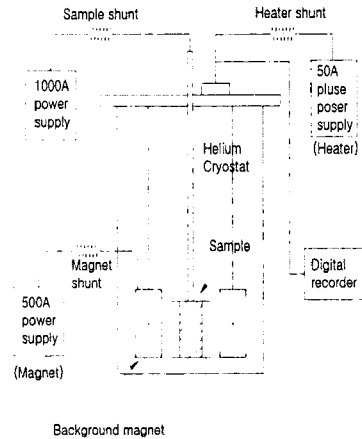 Sample shunt
Heater shunt
1000A
power
supply
50A
pluse
poser
supply
(Heater)
Helium
Cryostat
Sample
Magnet
shunt
Digital
recorder
500A
power
supply
(Magnet)
Background magnet